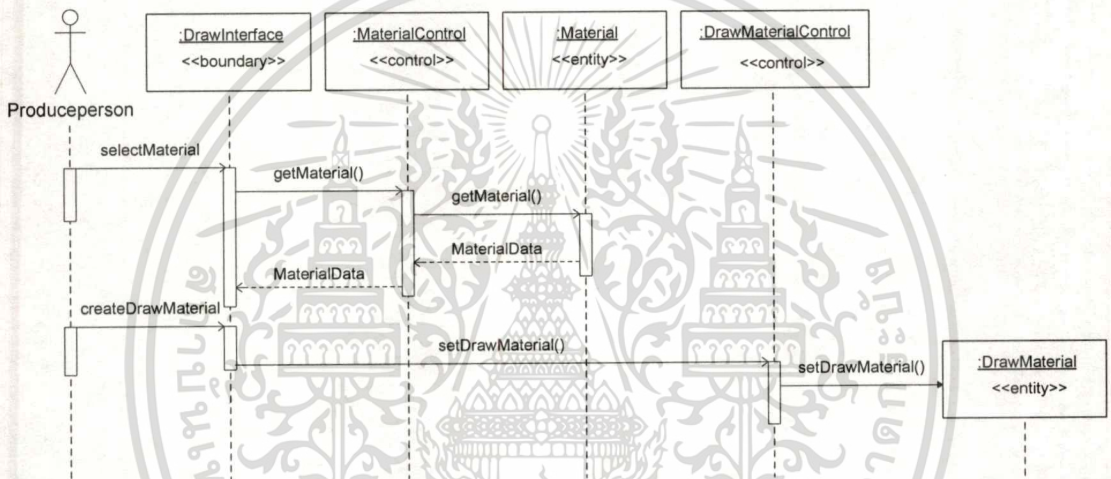 :DrawInterface
<<boundary>>
:MaterialControl
<<control>>
:Material
<<entity>>
:DrawMaterialControl
<<control>>
Produceperson
selectMaterial
getMaterial()
getMaterial()
MaterialData
MaterialData
createDrawMaterial
setDrawMaterial()
setDrawMaterial()
:DrawMaterial
<<entity>>